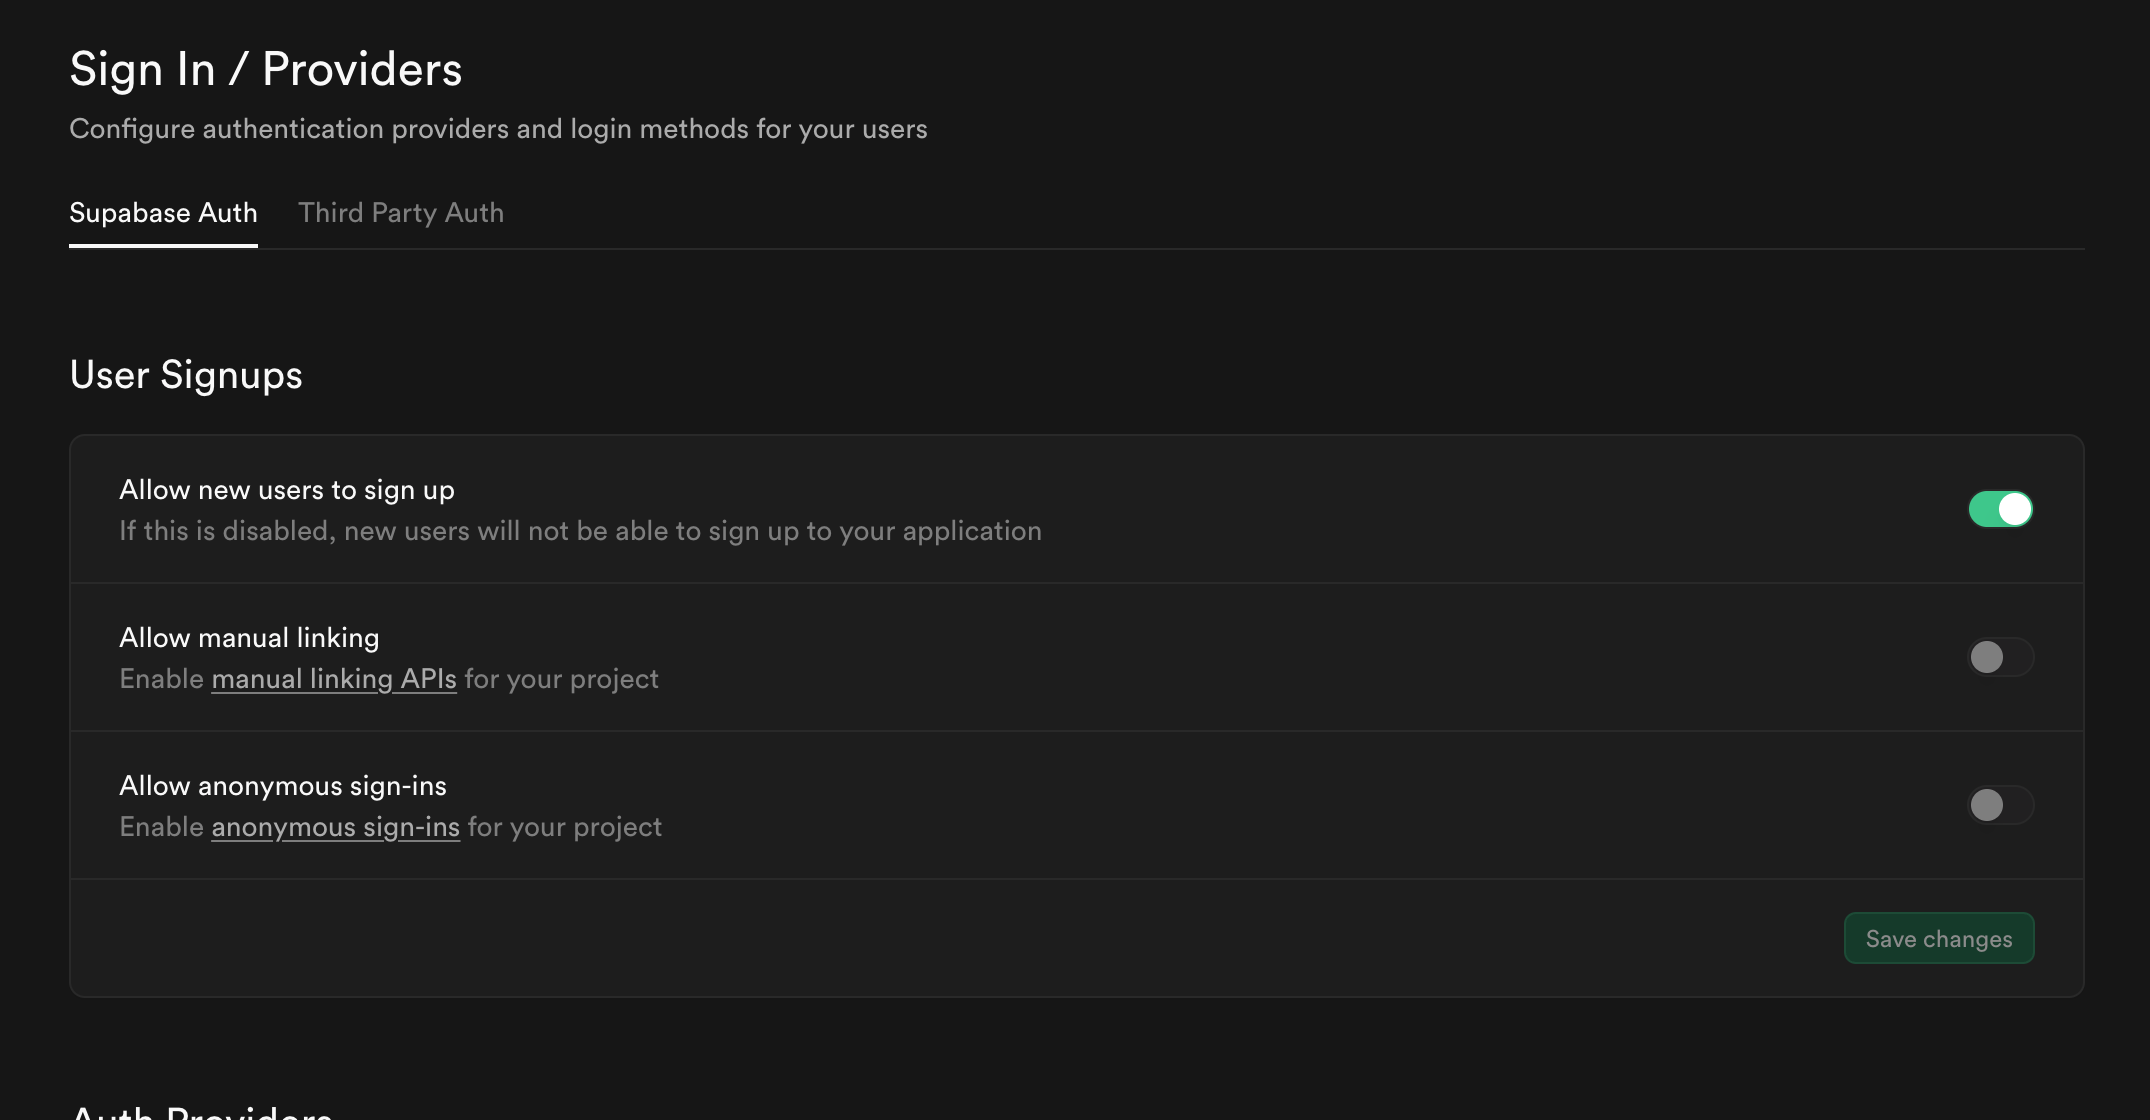 Sign In / Providers
Configure authentication providers and login methods for your users
Supabase Auth Third Party Auth
User Signups
Allow new users to sign up
If this is disabled, new users will not be able to sign up to your application
Allow manual linking
Enable manual linking APIs for your project
Allow anonymous sign-ins
Enable anonymous sign-ins for your project
Save changes
Auth Providers